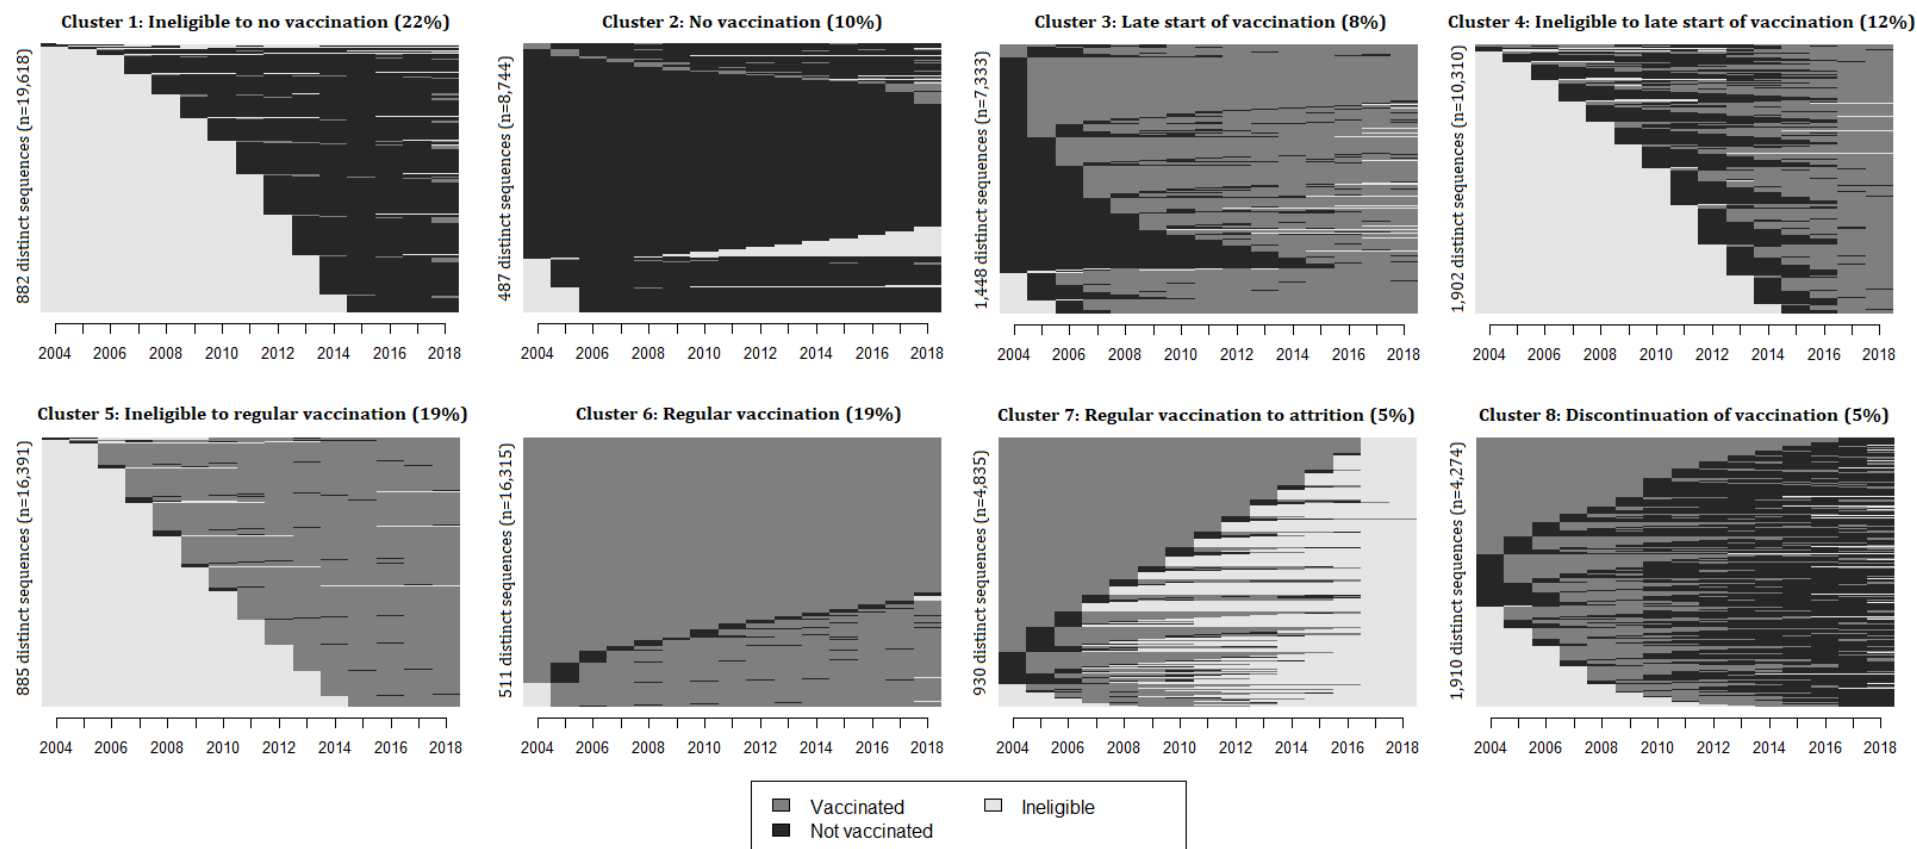 Cluster 1: Ineligible to no vaccination (22%)
882 distinct sequences (n=19,618)
2004 2006 2008 2010 2012 2014 2016 2018
Cluster 2: No vaccination (10%)
487 distinct sequences (n=8,744)
2004 2006 2008 2010 2012 2014 2016 2018
Cluster 3: Late start of vaccination (8%)
1,448 distinct sequences (n=7,333)
2004 2006 2008 2010 2012 2014 2016 2018
Cluster 4: Ineligible to late start of vaccination (12%)
1,902 distinct sequences (n=10,310)
2004 2006 2008 2010 2012 2014 2016 2018
Cluster 5: Ineligible to regular vaccination (19%)
885 distinct sequences (n=16,391)
2004 2006 2008 2010 2012 2014 2016 2018
Cluster 6: Regular vaccination (19%)
511 distinct sequences (n=16,315)
2004 2006 2008 2010 2012 2014 2016 2018
Cluster 7: Regular vaccination to attrition (5%)
930 distinct sequences (n=4,835)
2004 2006 2008 2010 2012 2014 2016 2018
Cluster 8: Discontinuation of vaccination (5%)
1,910 distinct sequences (n=4,274)
2004 2006 2008 2010 2012 2014 2016 2018
Vaccinated
Not vaccinated
Ineligible